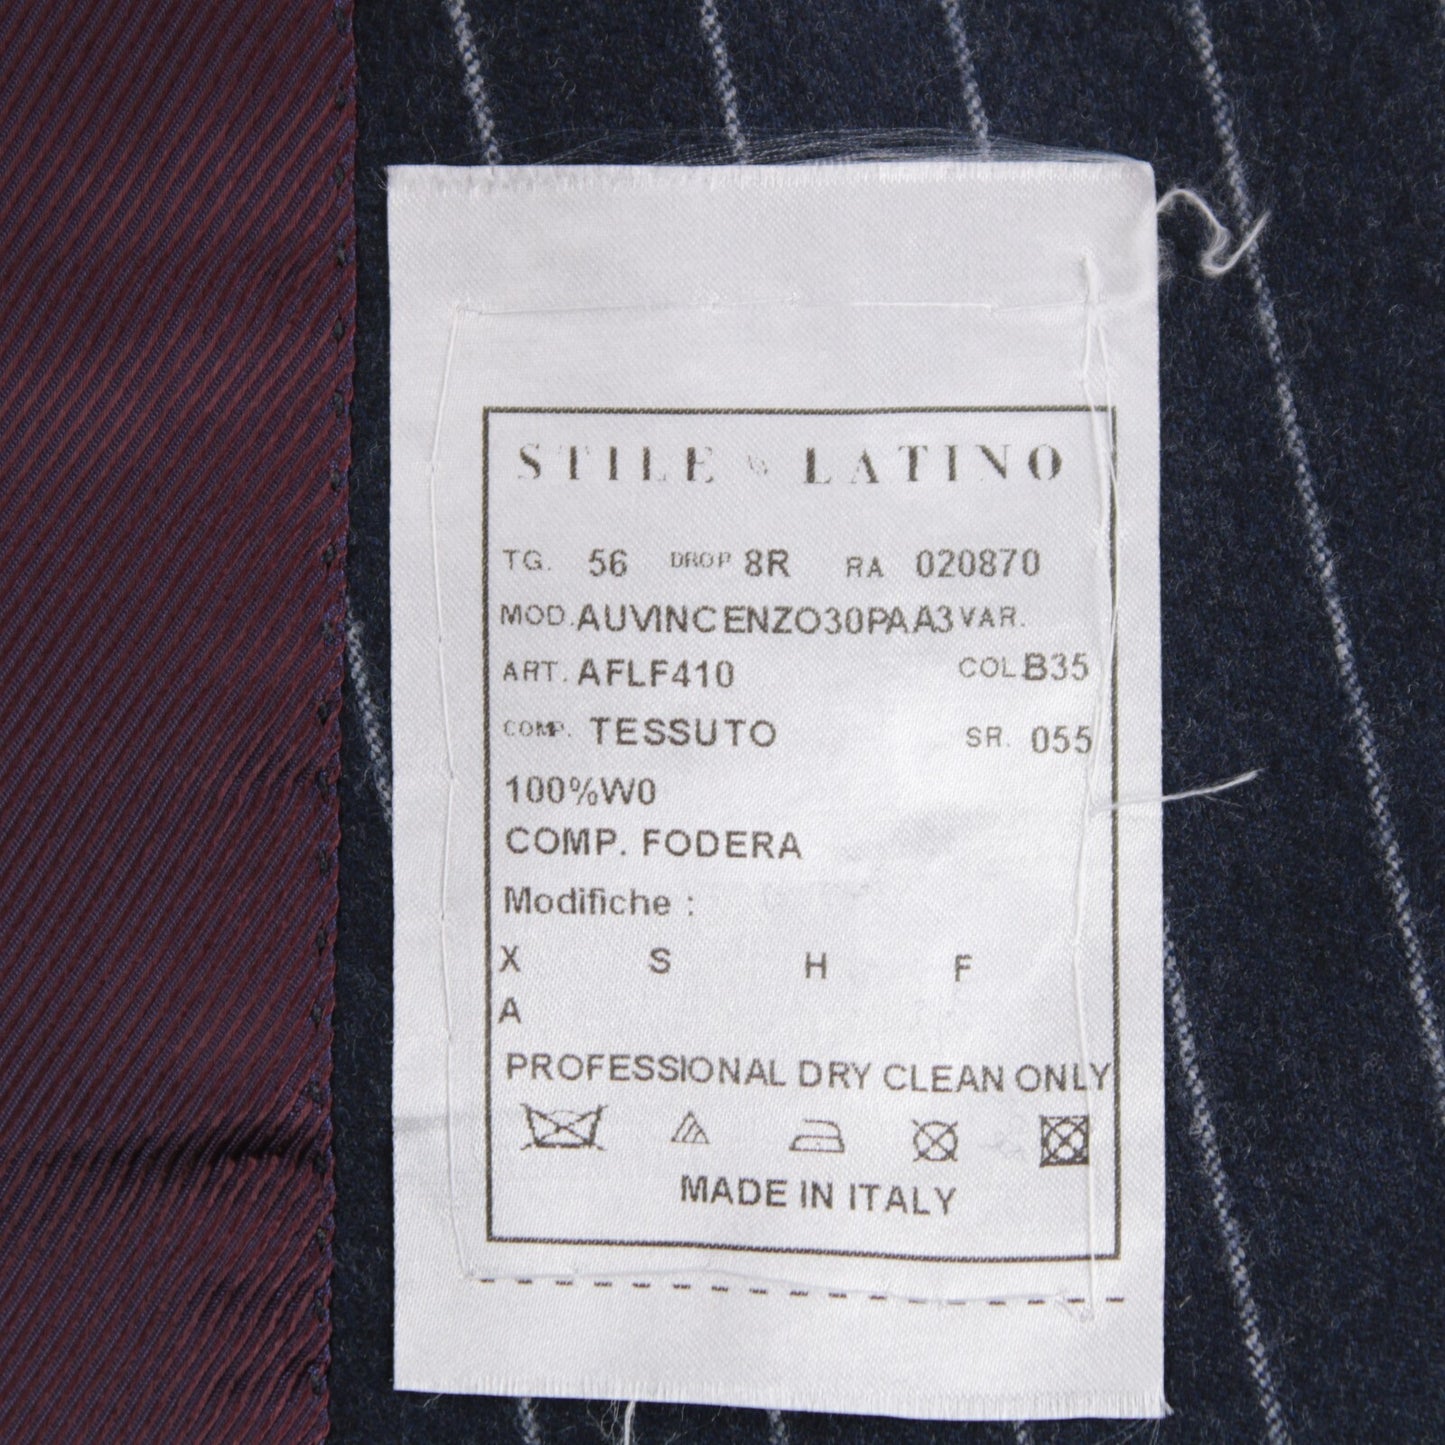 STILE LATINO
TG. 56 DROP 8R RA 020870
MOD.AUVINCENZO30PAA3 VAR.
ART. AFLF410 COL.B35
COMP. TESSUTO SR. 055
100%W0
COMP. FODERA
Modifiche :
X S H F
A
PROFESSIONAL DRY CLEAN ONLY
MADE IN ITALY